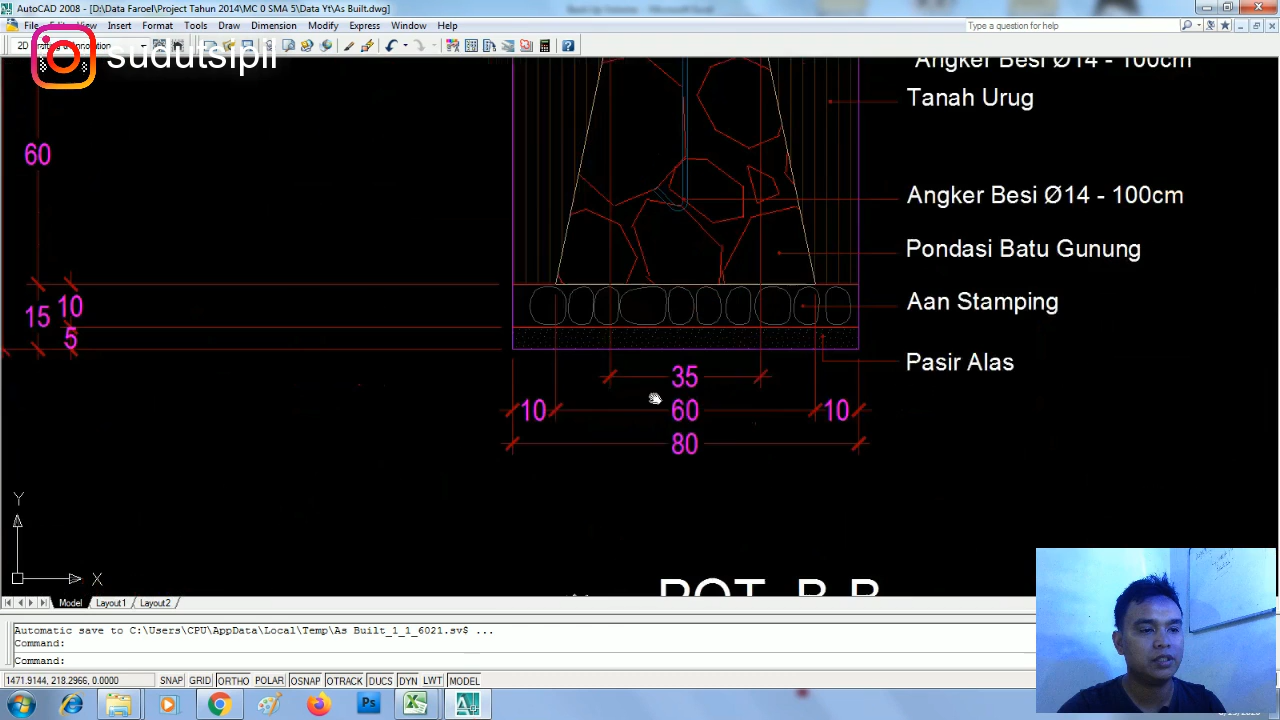 AutoCAD 2008 - [D:\Data Faroel\Project Tahun 2014\MC 0 SMA 5\Data Yt\As Built.dwg]
File Edit View Insert Format Tools Draw Dimension Modify Express Window Help
Type a question for help
sudutsipil
Angker Besi Ø14 - 100cm
Tanah Urug
60
Angker Besi Ø14 - 100cm
Pondasi Batu Gunung
Aan Stamping
10
15
5
Pasir Alas
35
10 60 10
80
Y
X
POT B-B
Model Layout1 Layout2
Automatic save to C:\Users\CPU\AppData\Local\Temp\As Built_1_1_6021.sv$ ...
Command:
Command:
1471.9144, 218.2966, 0.0000 SNAP GRID ORTHO POLAR OSNAP OTRACK DUCS DYN LWT MODEL
Ps